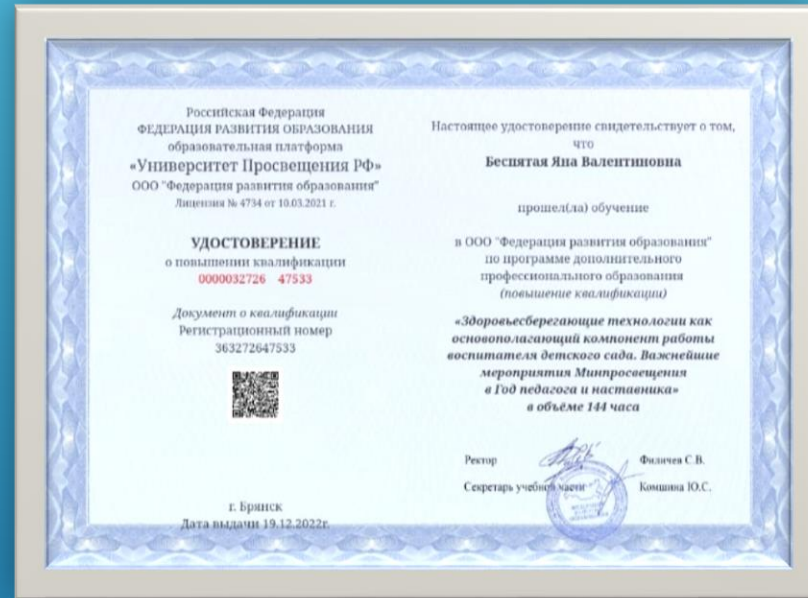 Российская Федерация
ФЕДЕРАЦИЯ РАЗВИТИЯ ОБРАЗОВАНИЯ
образовательная платформа
«Университет Просвещения РФ»
ООО "Федерация развития образования"
Лицензия № 4734 от 10.03.2021 г.
УДОСТОВЕРЕНИЕ
о повышении квалификации
0000032726 47533
Документ о квалификации
Регистрационный номер
363272647533
г. Брянск
Дата выдачи 19.12.2022г.
Настоящее удостоверение свидетельствует о том,
что
Беспятая Яна Валентиновна
прошел(ла) обучение
в ООО "Федерация развития образования"
по программе дополнительного
профессионального образования
(повышение квалификации)
«Здоровьесберегающие технологии как
основополагающий компонент работы
воспитателя детского сада. Важнейшие
мероприятия Минпросвещения
в Год педагога и наставника»
в объёме 144 часа
Ректор Филичев С.В.
Секретарь учебной части Комшина Ю.С.